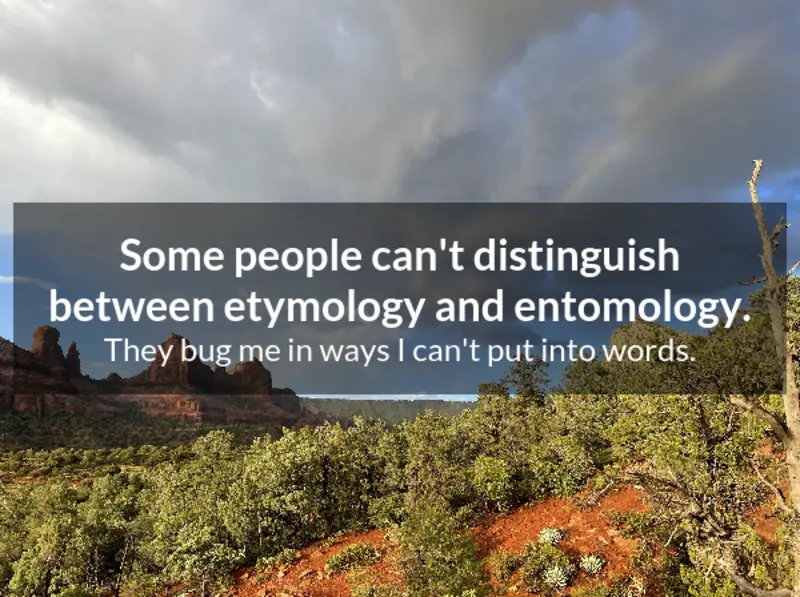 Some people can't distinguish
between etymology and entomology.
They bug me in ways I can't put into words.